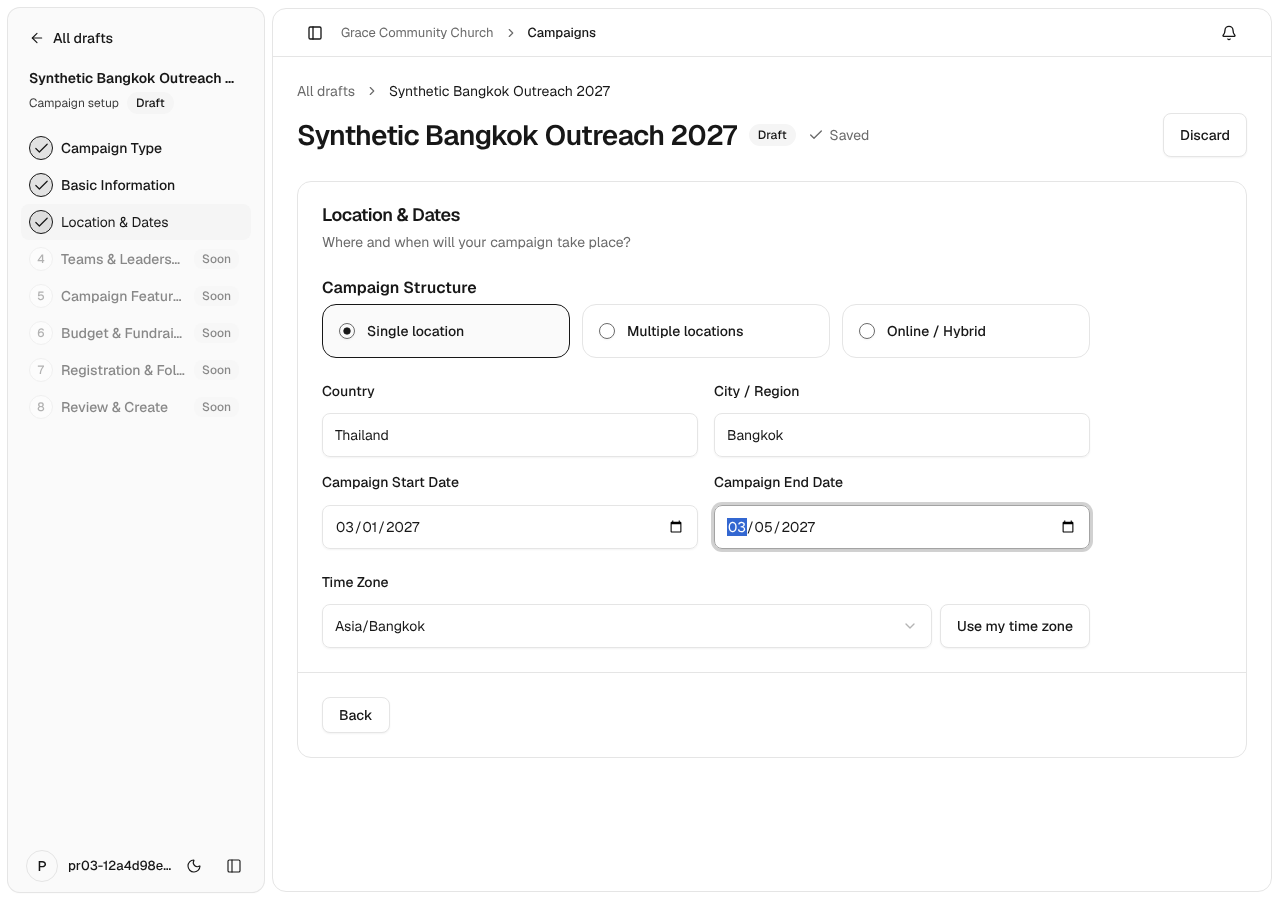 All drafts
Synthetic Bangkok Outreach ...
Campaign setup Draft
Campaign Type
Basic Information
Location & Dates
4 Teams & Leaders... Soon
5 Campaign Featur... Soon
6 Budget & Fundrai... Soon
7 Registration & Fol... Soon
8 Review & Create Soon
P pr03-12a4d98e...
Grace Community Church Campaigns
All drafts Synthetic Bangkok Outreach 2027
Synthetic Bangkok Outreach 2027 Draft Saved Discard
Location & Dates
Where and when will your campaign take place?
Campaign Structure
Single location Multiple locations Online / Hybrid
Country City / Region
Thailand Bangkok
Campaign Start Date Campaign End Date
03/01/2027 03/05/2027
Time Zone
Asia/Bangkok Use my time zone
Back